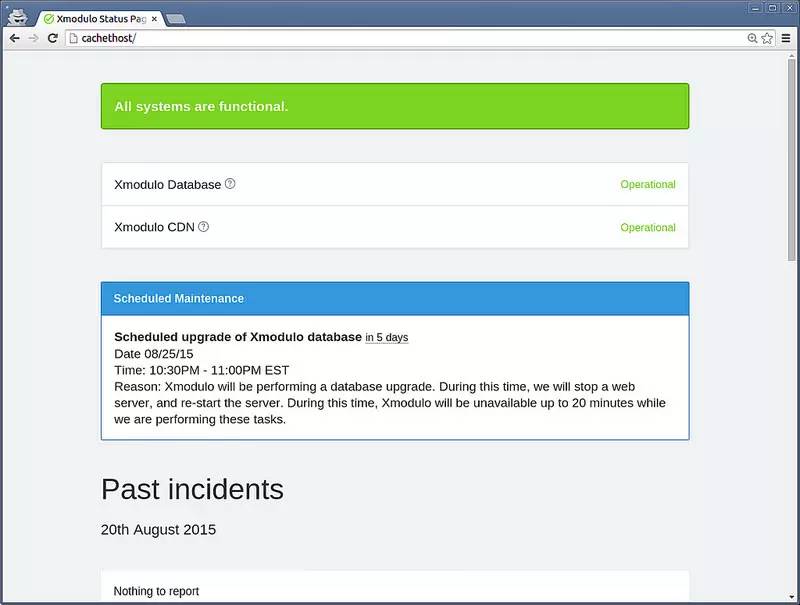 Xmodulo Status Pag
cachethost/
All systems are functional.
Xmodulo Database
Operational
Xmodulo CDN
Operational
Scheduled Maintenance
Scheduled upgrade of Xmodulo database in 5 days
Date 08/25/15
Time: 10:30PM - 11:00PM EST
Reason: Xmodulo will be performing a database upgrade. During this time, we will stop a web
server, and re-start the server. During this time, Xmodulo will be unavailable up to 20 minutes while
we are performing these tasks.
Past incidents
20th August 2015
Nothing to report